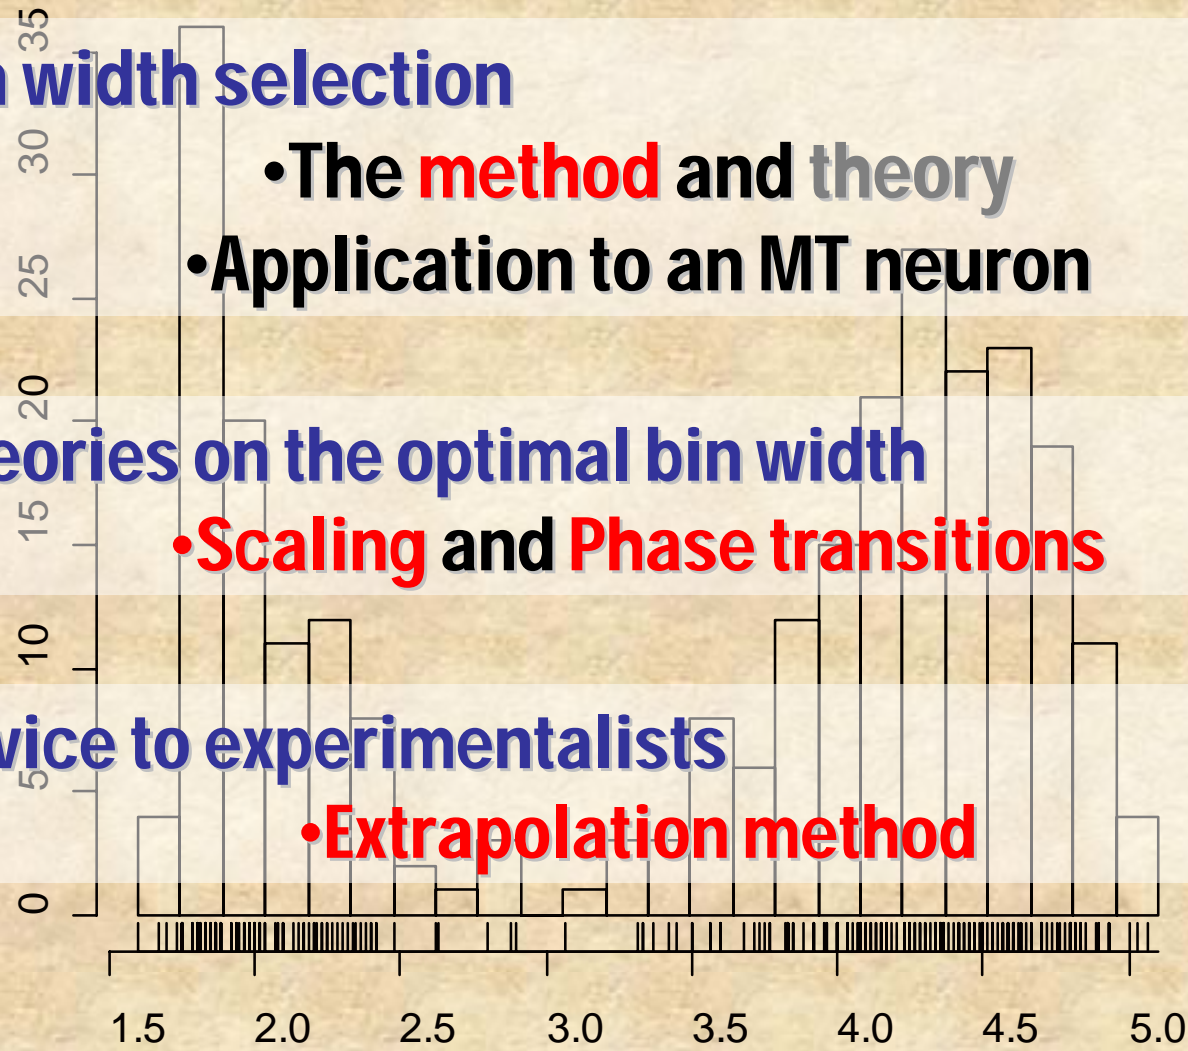 width selection
•The method and theory
•Application to an MT neuron
on the optimal bin width
•Scaling and Phase transitions
to experimentalists
•Extrapolation method
35
30
25
20
15
10
5
0
1.5 2.0 2.5 3.0 3.5 4.0 4.5 5.0